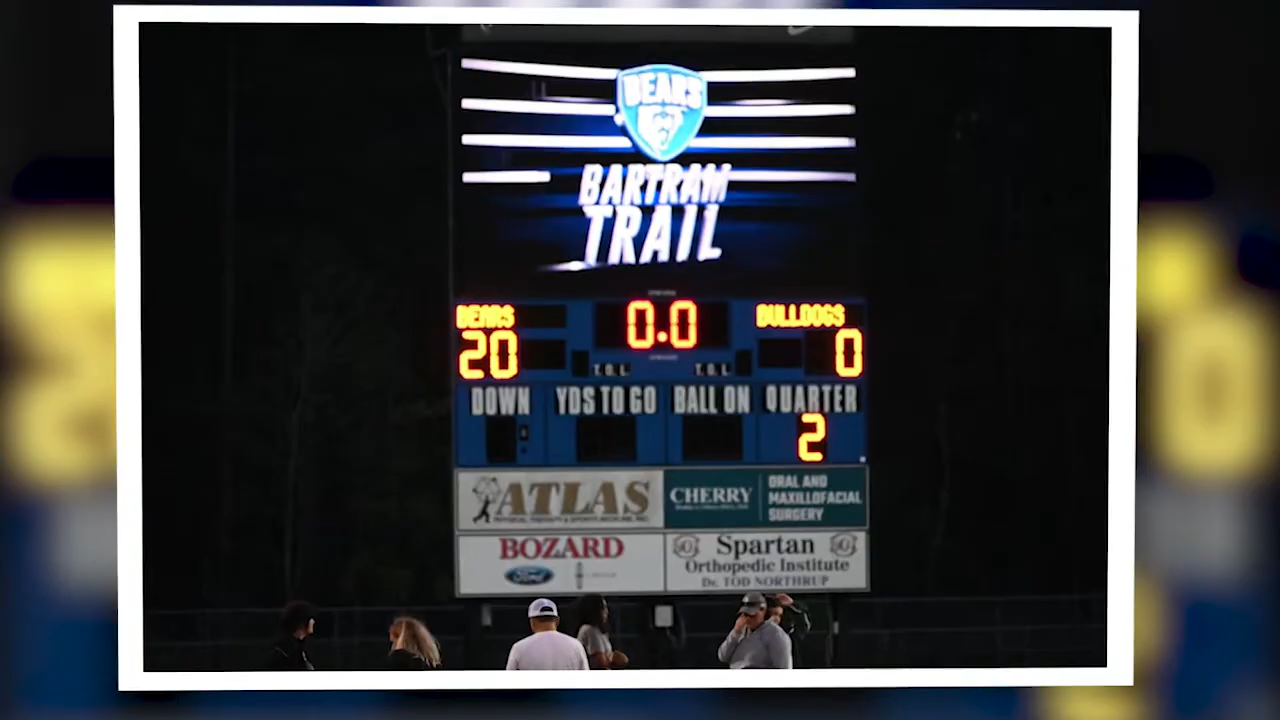 BEARS
BARTRAM
TRAIL
BEARS
0.0
BULLDOGS
20
T.O.L.
T.O.L.
0
DOWN
YDS TO GO
BALL ON
QUARTER
2
ATLAS
CHERRY
ORAL AND
MAXILLOFACIAL
SURGERY
BOZARD
Ford
Spartan
Orthopedic Institute
Dr. TOD NORTHRUP